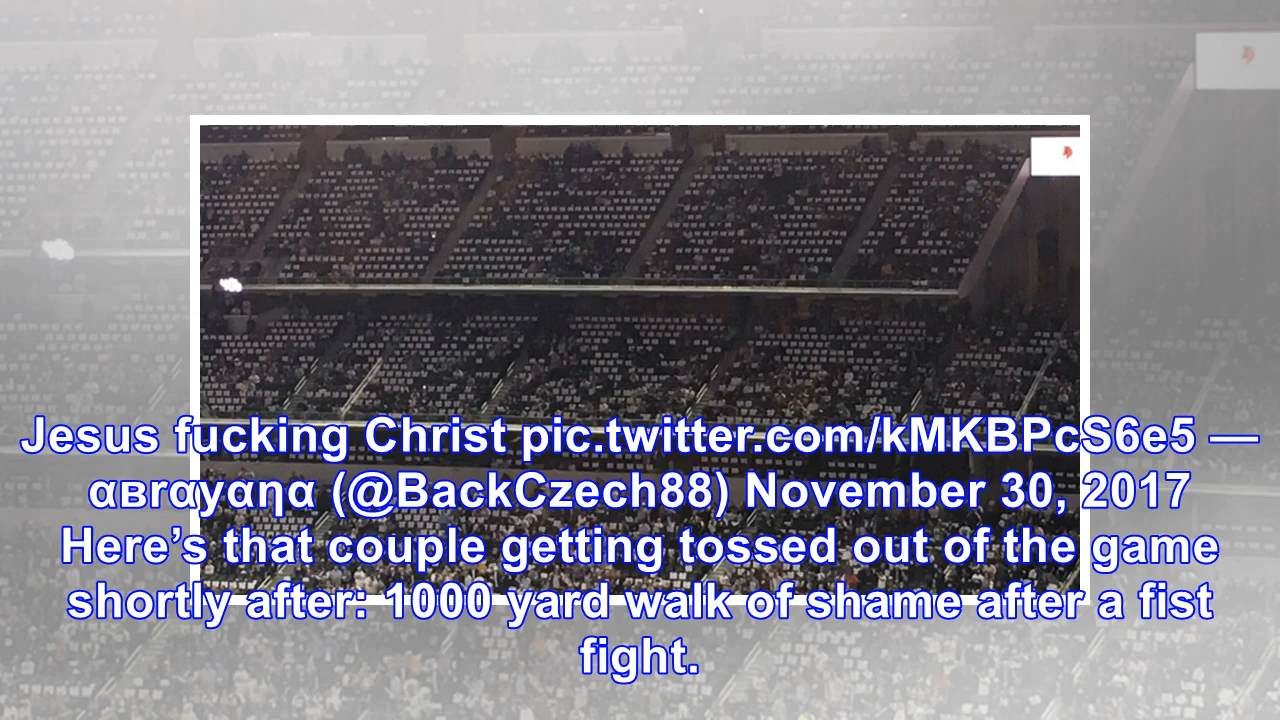 Jesus fucking Christ pic.twitter.com/kMKBPcS6e5 —
αвrαyαηα (@BackCzech88) November 30, 2017
Here’s that couple getting tossed out of the game
shortly after: 1000 yard walk of shame after a fist
fight.